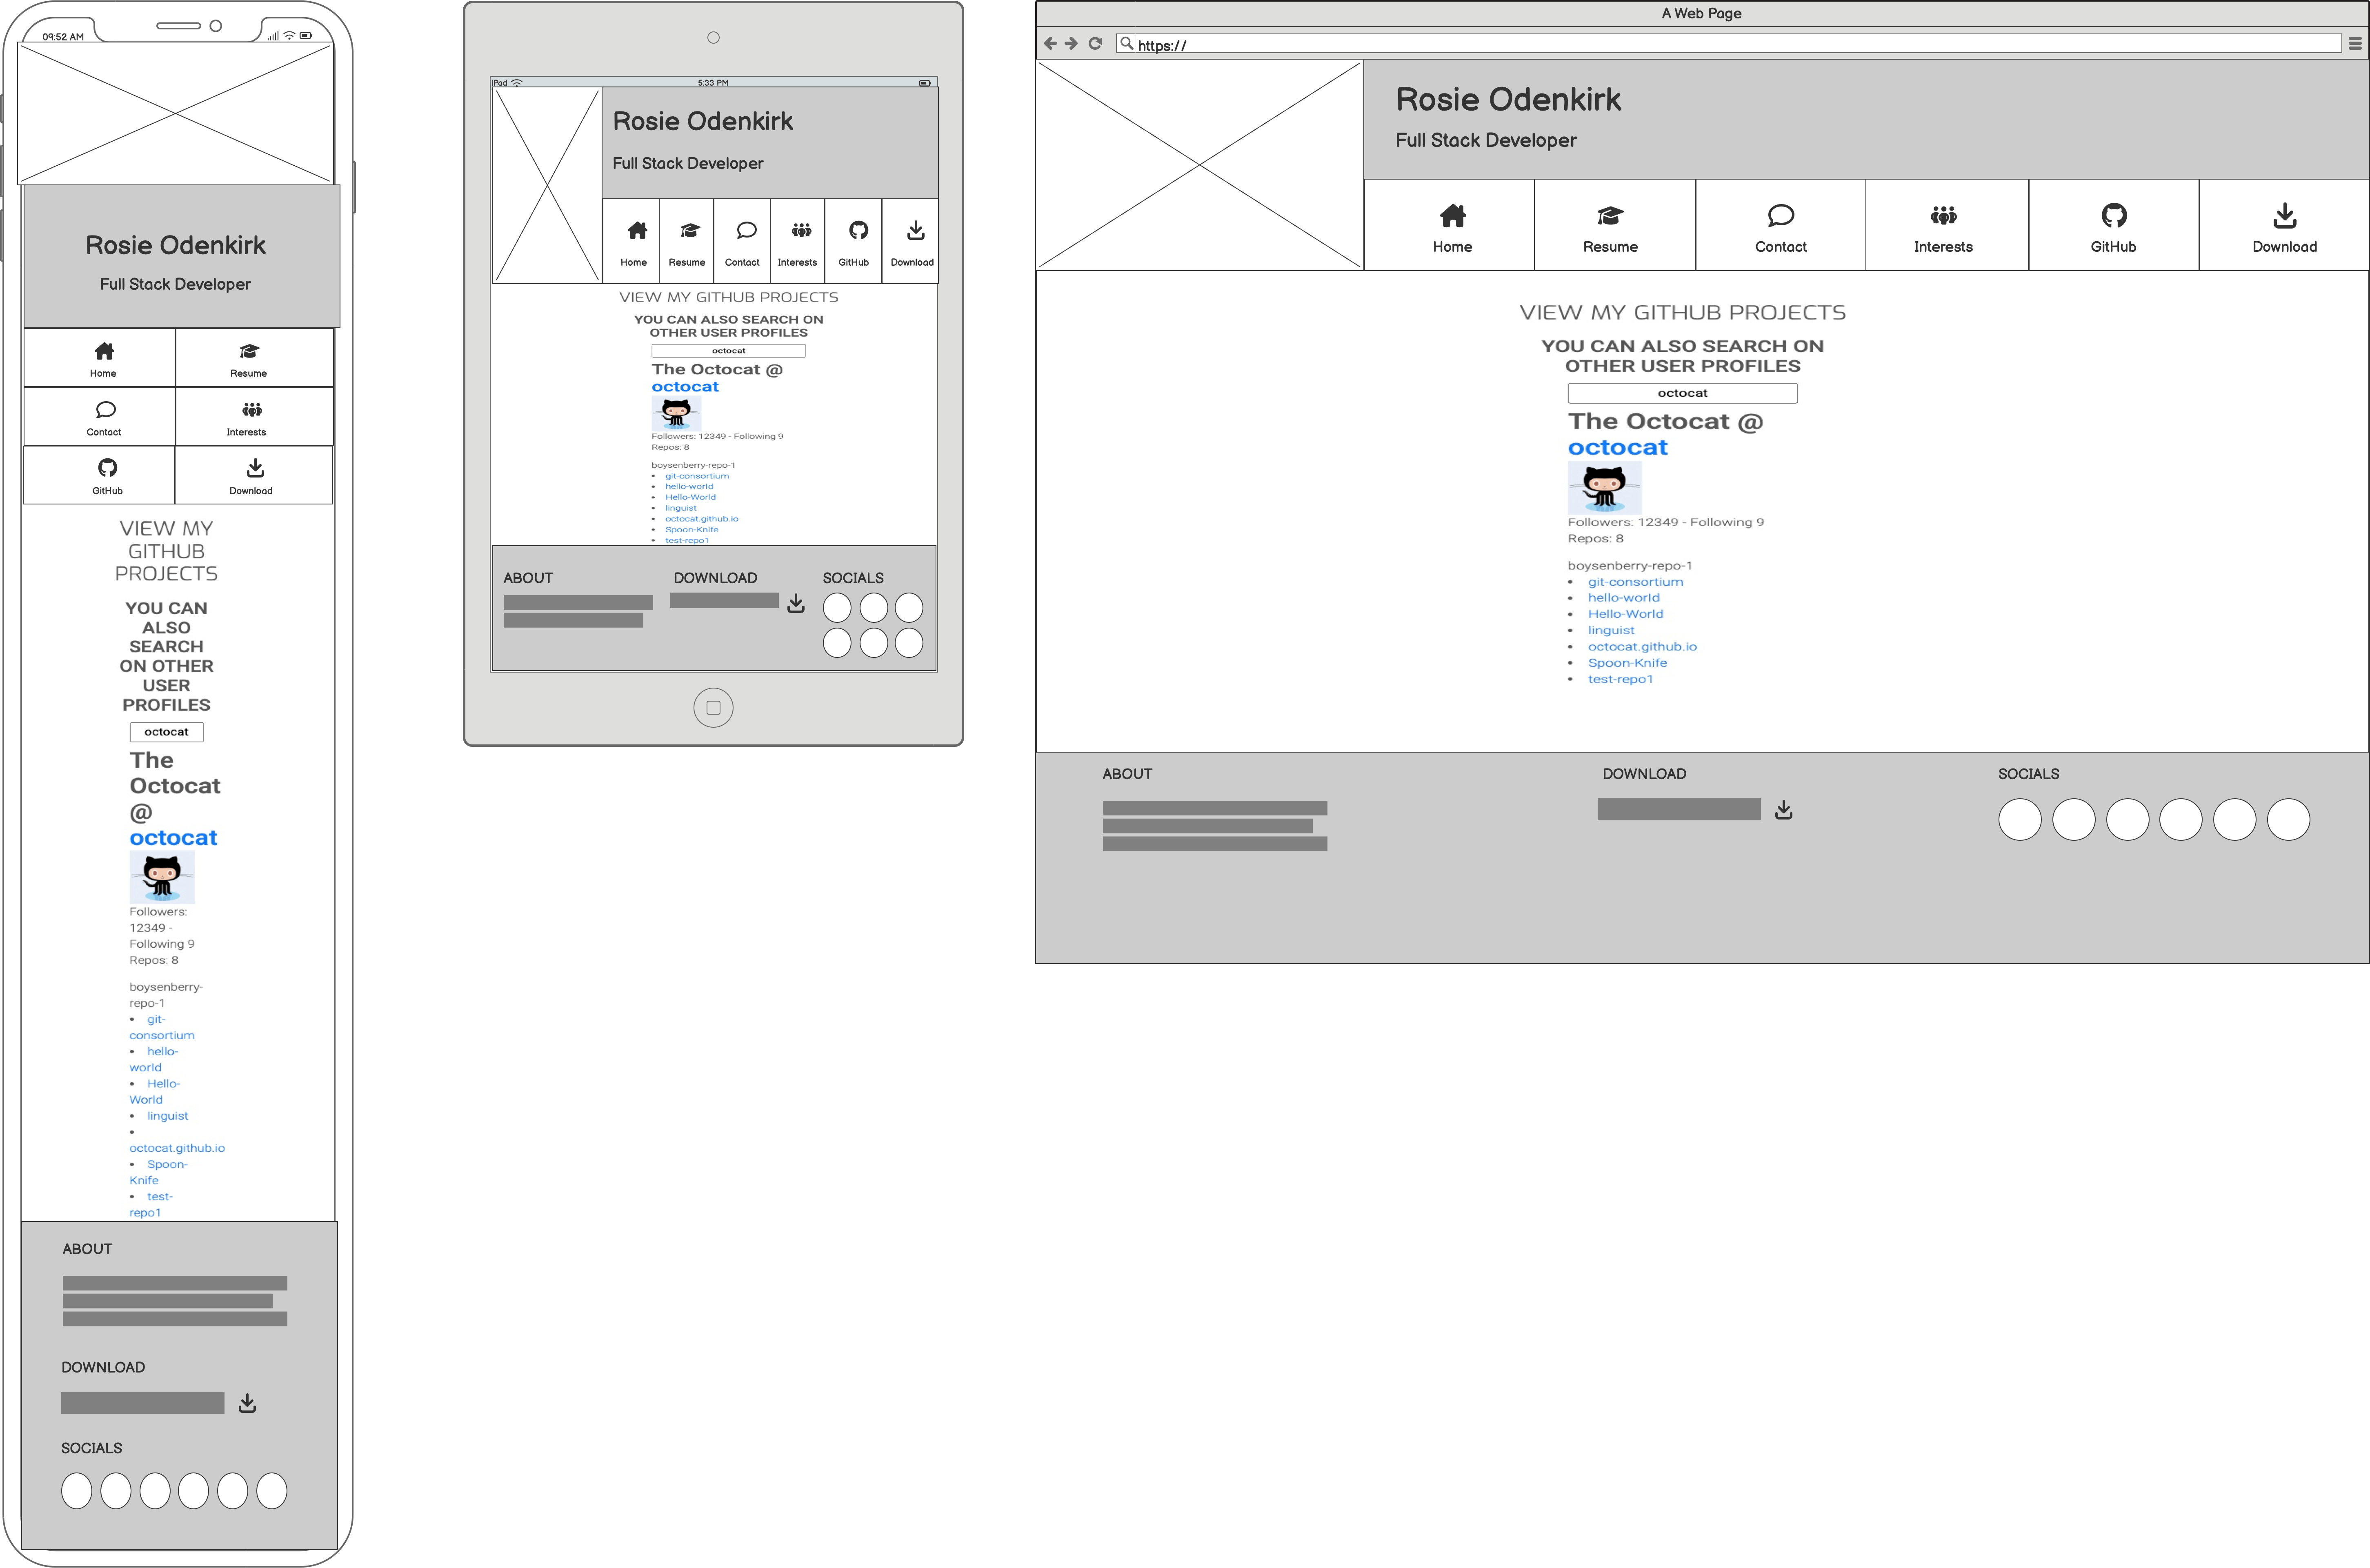 09:52 AM
Rosie Odenkirk
Full Stack Developer
Home
Resume
Contact
Interests
GitHub
Download
VIEW MY
GITHUB
PROJECTS
YOU CAN
ALSO
SEARCH
ON OTHER
USER
PROFILES
octocat
The
Octocat
@
octocat
Followers:
12349 -
Following 9
Repos: 8
boysenberry-
repo-1
• git-
consortium
• hello-
world
• Hello-
World
• linguist
•
octocat.github.io
• Spoon-
Knife
• test-
repo1
ABOUT
DOWNLOAD
SOCIALS
iPad
5:33 PM
Rosie Odenkirk
Full Stack Developer
Home
Resume
Contact
Interests
GitHub
Download
VIEW MY GITHUB PROJECTS
YOU CAN ALSO SEARCH ON
OTHER USER PROFILES
octocat
The Octocat @
octocat
Followers: 12349 - Following 9
Repos: 8
boysenberry-repo-1
• git-consortium
• hello-world
• Hello-World
• linguist
• octocat.github.io
• Spoon-Knife
• test-repo1
ABOUT
DOWNLOAD
SOCIALS
A Web Page
https://
Rosie Odenkirk
Full Stack Developer
Home
Resume
Contact
Interests
GitHub
Download
VIEW MY GITHUB PROJECTS
YOU CAN ALSO SEARCH ON
OTHER USER PROFILES
octocat
The Octocat @
octocat
Followers: 12349 - Following 9
Repos: 8
boysenberry-repo-1
• git-consortium
• hello-world
• Hello-World
• linguist
• octocat.github.io
• Spoon-Knife
• test-repo1
ABOUT
DOWNLOAD
SOCIALS